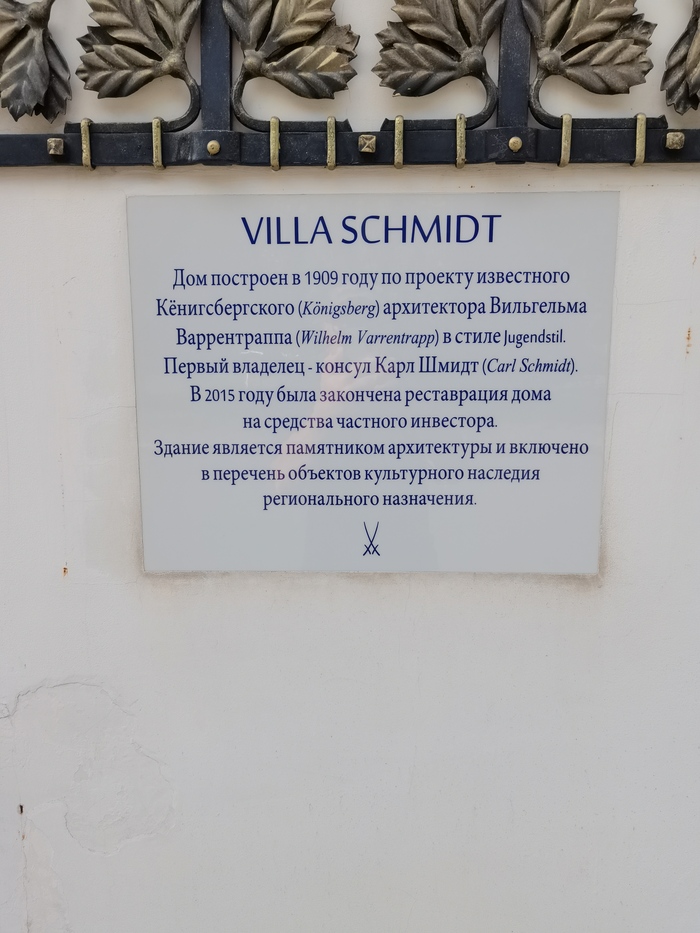 VILLA SCHMIDT
Дом построен в 1909 году по проекту известного
Кёнигсбергского (Königsberg) архитектора Вильгельма
Варрентраппа (Wilhelm Varrentrapp) в стиле Jugendstil.
Первый владелец - консул Карл Шмидт (Carl Schmidt).
В 2015 году была закончена реставрация дома
на средства частного инвестора.
Здание является памятником архитектуры и включено
в перечень объектов культурного наследия
регионального назначения.